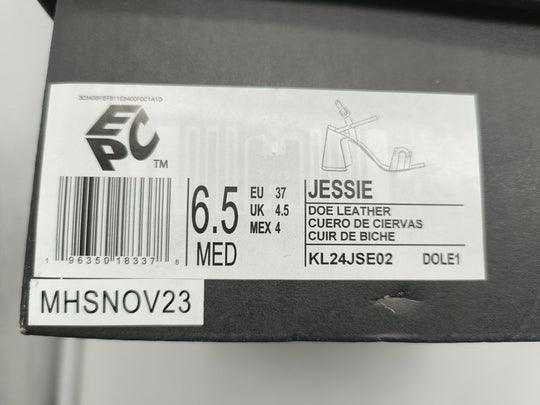 EPC
TM
1 96350 18337 8
6.5
MED
EU 37
UK 4.5
MEX 4
JESSIE
DOE LEATHER
CUERO DE CIERVAS
CUIR DE BICHE
KL24JSE02 DOLE1
MHSNOV23